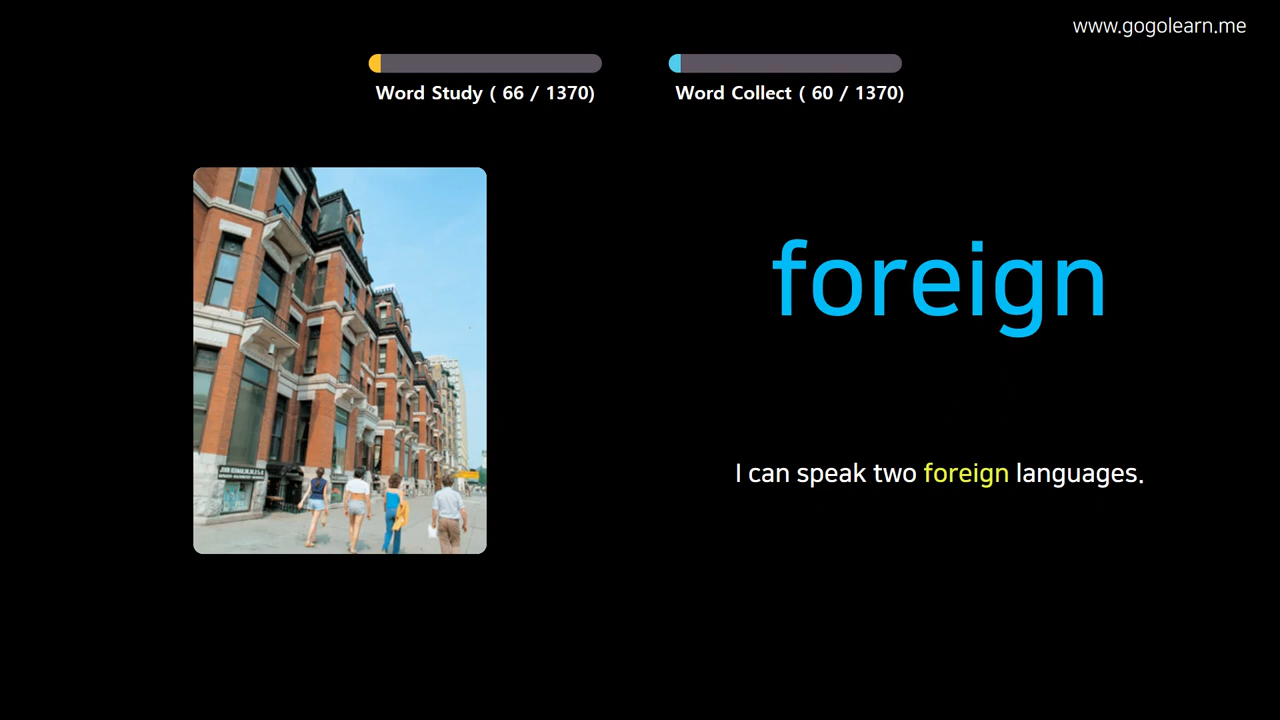 www.gogolearn.me
Word Study ( 66 / 1370)
Word Collect ( 60 / 1370)
foreign
I can speak two foreign languages.